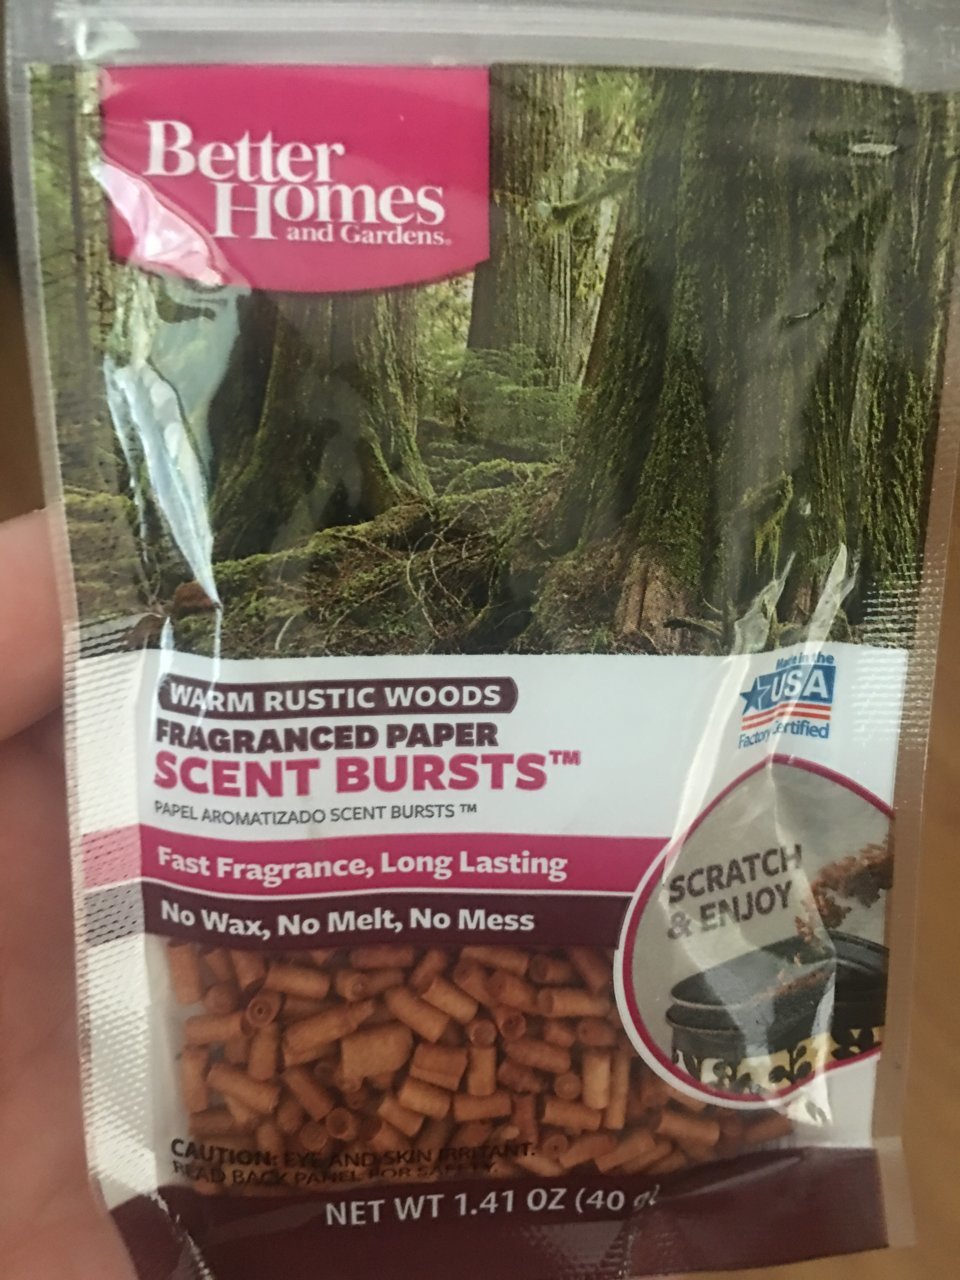 Better
Homes
and Gardens®
WARM RUSTIC WOODS
FRAGRANCED PAPER
SCENT BURSTS™
PAPEL AROMATIZADO SCENT BURSTS ™
Made in the
USA
Factory Certified
Fast Fragrance, Long Lasting
No Wax, No Melt, No Mess
SCRATCH
& ENJOY
CAUTION: EYE AND SKIN IRRITANT.
READ BACK PANEL FOR SAFETY.
NET WT 1.41 OZ (40 g)